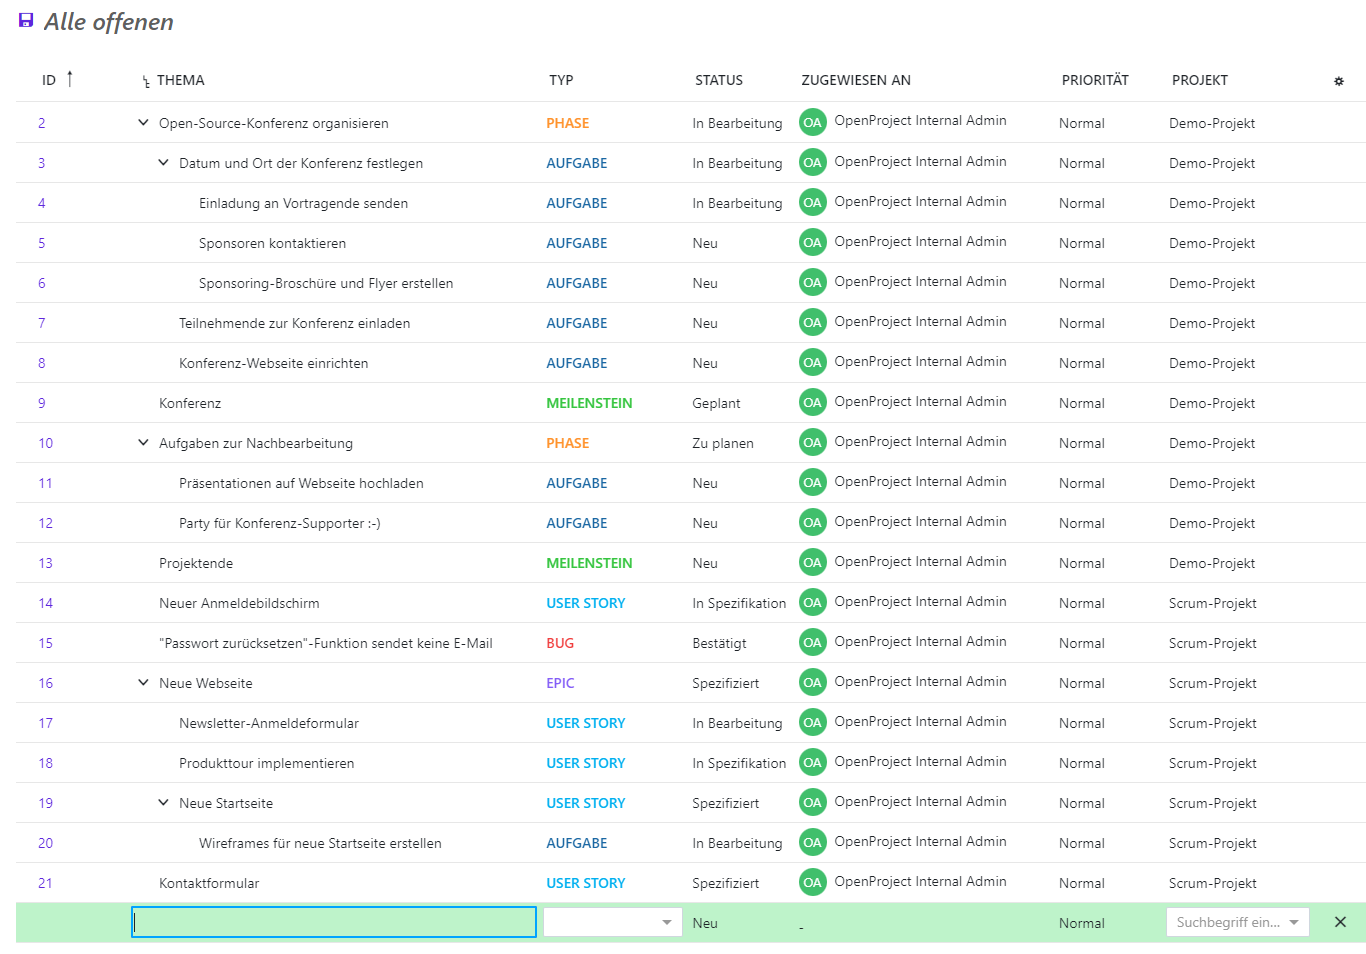 Alle offenen
ID THEMA TYP STATUS ZUGEWIESEN AN PRIORITÄT PROJEKT
2 Open-Source-Konferenz organisieren PHASE In Bearbeitung OA OpenProject Internal Admin Normal Demo-Projekt
3 Datum und Ort der Konferenz festlegen AUFGABE In Bearbeitung OA OpenProject Internal Admin Normal Demo-Projekt
4 Einladung an Vortragende senden AUFGABE In Bearbeitung OA OpenProject Internal Admin Normal Demo-Projekt
5 Sponsoren kontaktieren AUFGABE Neu OA OpenProject Internal Admin Normal Demo-Projekt
6 Sponsoring-Broschüre und Flyer erstellen AUFGABE Neu OA OpenProject Internal Admin Normal Demo-Projekt
7 Teilnehmende zur Konferenz einladen AUFGABE Neu OA OpenProject Internal Admin Normal Demo-Projekt
8 Konferenz-Webseite einrichten AUFGABE Neu OA OpenProject Internal Admin Normal Demo-Projekt
9 Konferenz MEILENSTEIN Geplant OA OpenProject Internal Admin Normal Demo-Projekt
10 Aufgaben zur Nachbearbeitung PHASE Zu planen OA OpenProject Internal Admin Normal Demo-Projekt
11 Präsentationen auf Webseite hochladen AUFGABE Neu OA OpenProject Internal Admin Normal Demo-Projekt
12 Party für Konferenz-Supporter :-) AUFGABE Neu OA OpenProject Internal Admin Normal Demo-Projekt
13 Projektende MEILENSTEIN Neu OA OpenProject Internal Admin Normal Demo-Projekt
14 Neuer Anmeldebildschirm USER STORY In Spezifikation OA OpenProject Internal Admin Normal Scrum-Projekt
15 "Passwort zurücksetzen"-Funktion sendet keine E-Mail BUG Bestätigt OA OpenProject Internal Admin Normal Scrum-Projekt
16 Neue Webseite EPIC Spezifiziert OA OpenProject Internal Admin Normal Scrum-Projekt
17 Newsletter-Anmeldeformular USER STORY In Bearbeitung OA OpenProject Internal Admin Normal Scrum-Projekt
18 Produkttour implementieren USER STORY In Spezifikation OA OpenProject Internal Admin Normal Scrum-Projekt
19 Neue Startseite USER STORY Spezifiziert OA OpenProject Internal Admin Normal Scrum-Projekt
20 Wireframes für neue Startseite erstellen AUFGABE In Bearbeitung OA OpenProject Internal Admin Normal Scrum-Projekt
21 Kontaktformular USER STORY Spezifiziert OA OpenProject Internal Admin Normal Scrum-Projekt
Neu - Normal Suchbegriff ein...